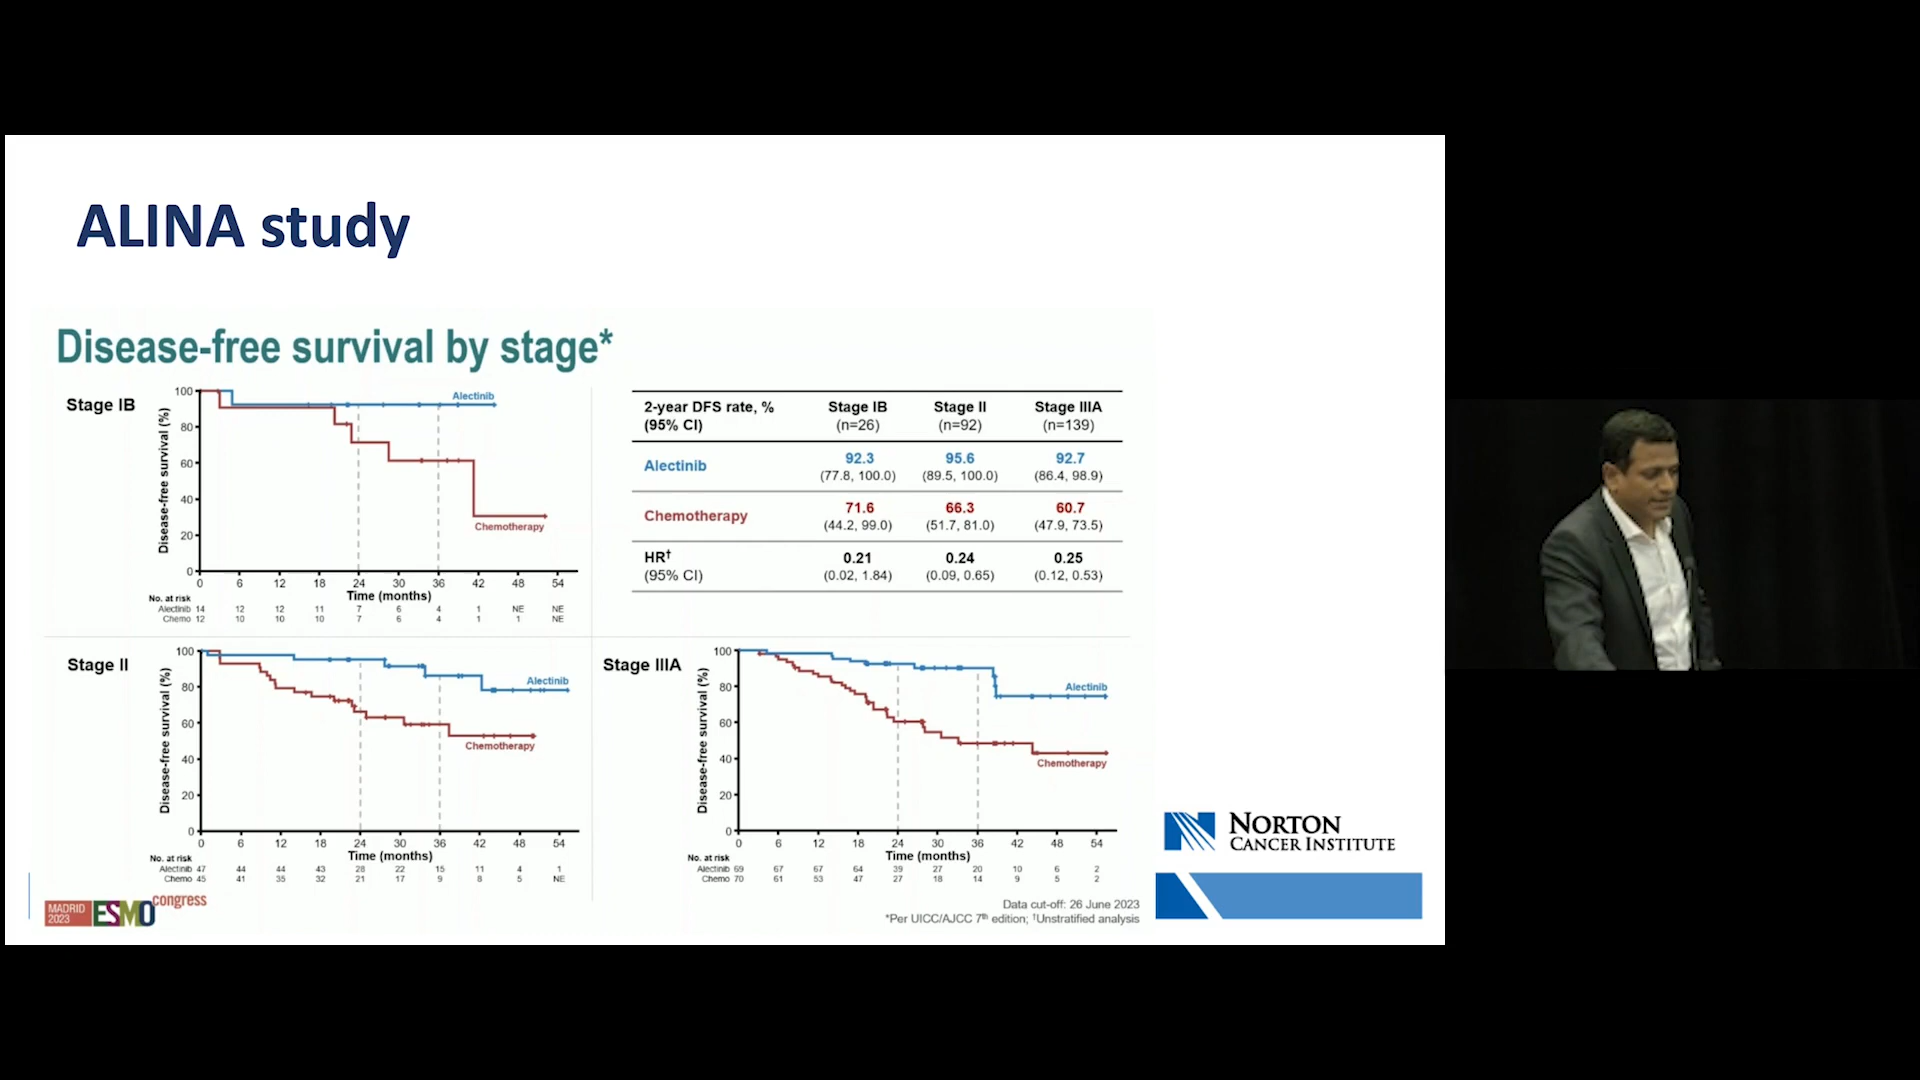 ALINA study
Disease-free survival by stage*
Stage IB
Disease-free survival (%)
100
80
60
40
20
0
Alectinib
Chemotherapy
0 6 12 18 24 30 36 42 48 54
Time (months)
No. at risk
Alectinib 14 12 12 11 7 6 4 1 NE NE
Chemo 12 10 10 10 7 6 4 1 1 NE
2-year DFS rate, % (95% CI) Stage IB (n=26) Stage II (n=92) Stage IIIA (n=139)
Alectinib 92.3 (77.8, 100.0) 95.6 (89.5, 100.0) 92.7 (86.4, 98.9)
Chemotherapy 71.6 (44.2, 99.0) 66.3 (51.7, 81.0) 60.7 (47.9, 73.5)
HR† (95% CI) 0.21 (0.02, 1.84) 0.24 (0.09, 0.65) 0.25 (0.12, 0.53)
Stage II
Disease-free survival (%)
100
80
60
40
20
0
Alectinib
Chemotherapy
0 6 12 18 24 30 36 42 48 54
Time (months)
No. at risk
Alectinib 47 44 44 43 28 22 15 11 4 1
Chemo 45 41 35 32 21 17 9 8 5 NE
Stage IIIA
Disease-free survival (%)
100
80
60
40
20
0
Alectinib
Chemotherapy
0 6 12 18 24 30 36 42 48 54
Time (months)
No. at risk
Alectinib 69 67 67 64 39 27 20 10 6 2
Chemo 70 61 53 47 27 18 14 9 5 2
MADRID
2023
ESMO congress
Data cut-off: 26 June 2023
*Per UICC/AJCC 7th edition; †Unstratified analysis
NORTON
CANCER INSTITUTE